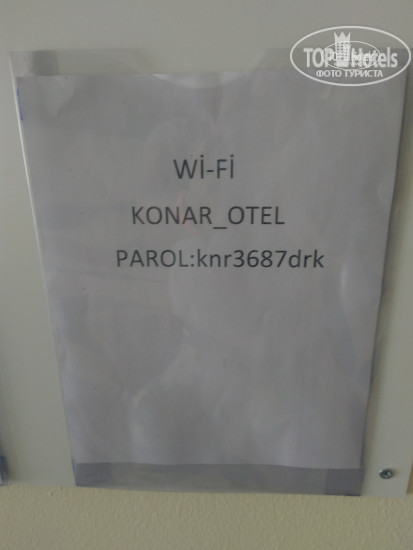 TOP Hotels
ФОТО ТУРИСТА
Wİ-Fİ
KONAR_OTEL
PAROL:knr3687drk